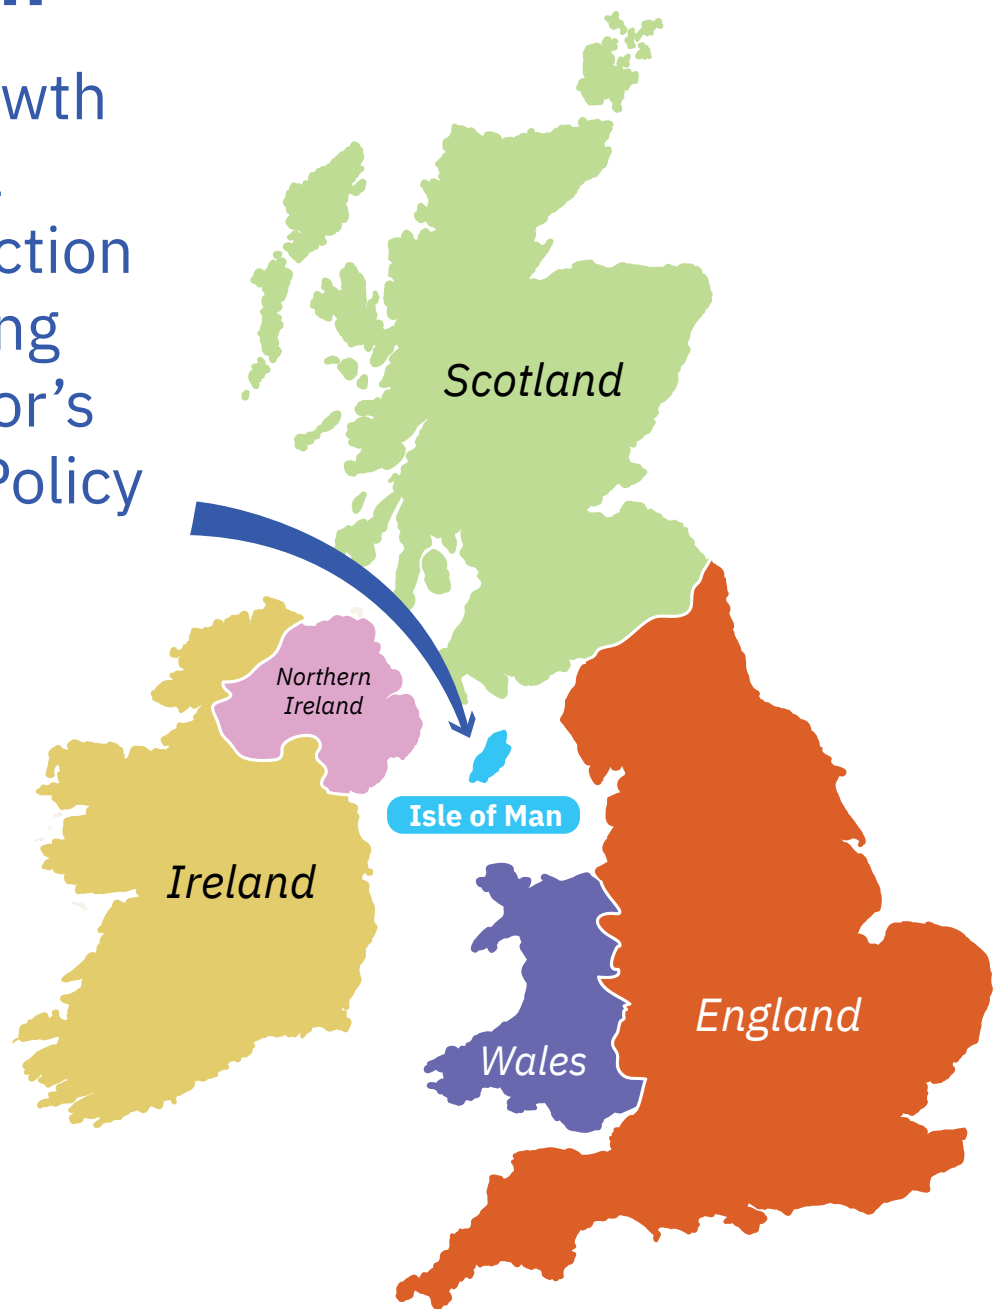 wth
ction
ng
or’s
Policy
Scotland
Northern
Ireland
Isle of Man
Ireland
England
Wales